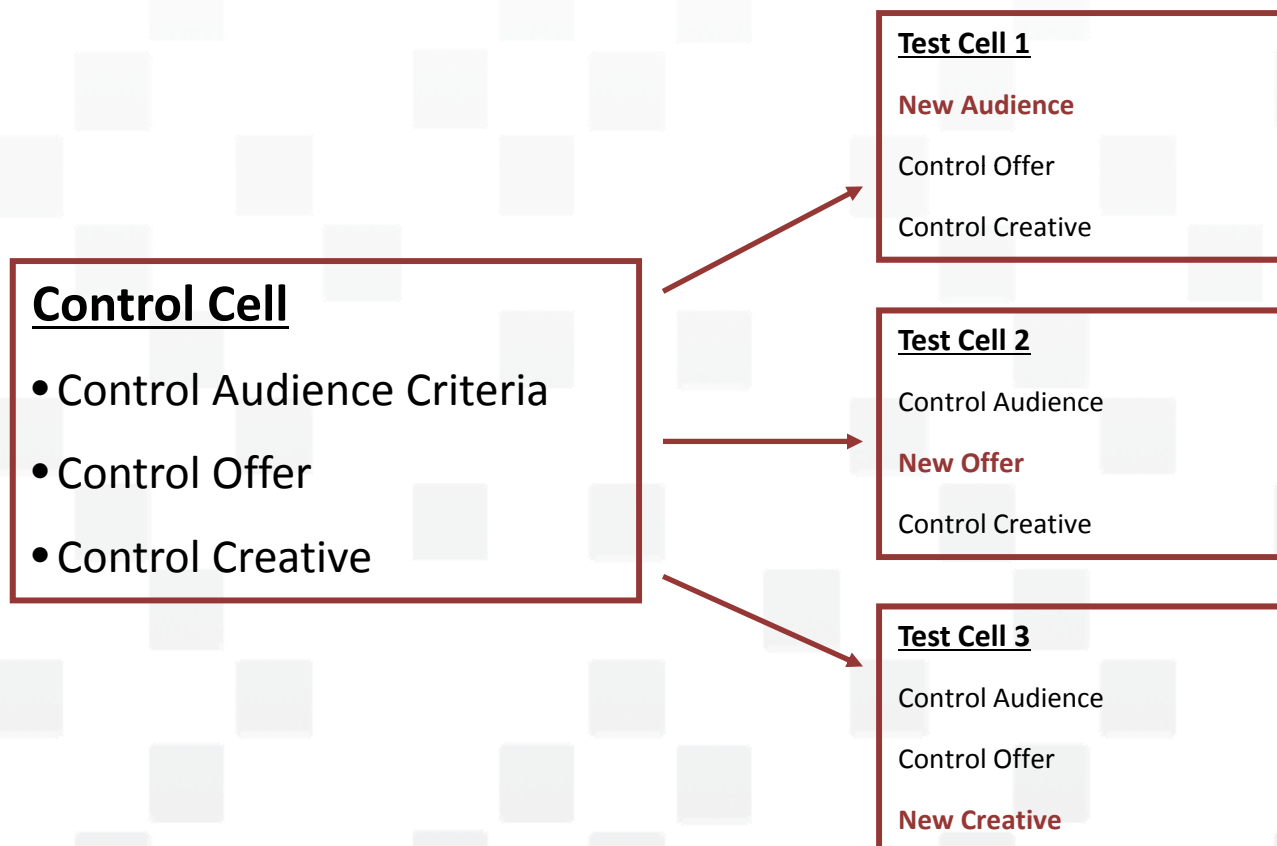 Control Cell
• Control Audience Criteria
• Control Offer
• Control Creative
Test Cell 1
New Audience
Control Offer
Control Creative
Test Cell 2
Control Audience
New Offer
Control Creative
Test Cell 3
Control Audience
Control Offer
New Creative